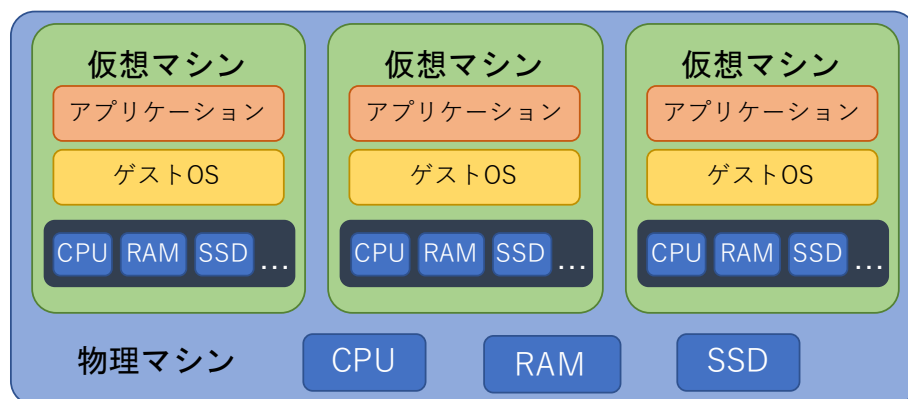 仮想マシン 仮想マシン 仮想マシン
アプリケーション アプリケーション アプリケーション
ゲストOS ゲストOS ゲストOS
CPU RAM SSD ... CPU RAM SSD ... CPU RAM SSD ...
物理マシン CPU RAM SSD